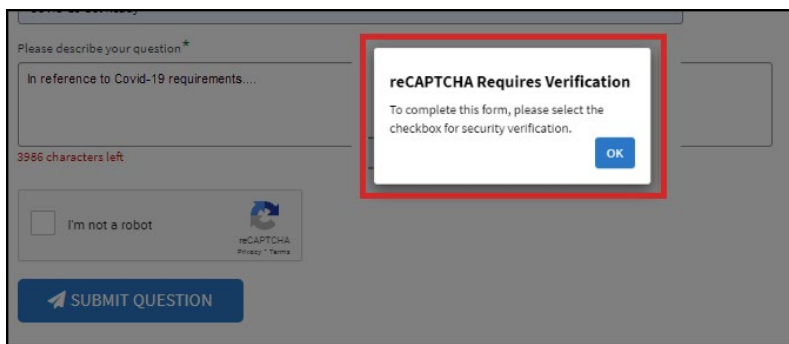 Please describe your question*
In reference to Covid-19 requirements....
3986 characters left
reCAPTCHA Requires Verification
To complete this form, please select the
checkbox for security verification.
OK
I'm not a robot
reCAPTCHA
Privacy * Terms
SUBMIT QUESTION